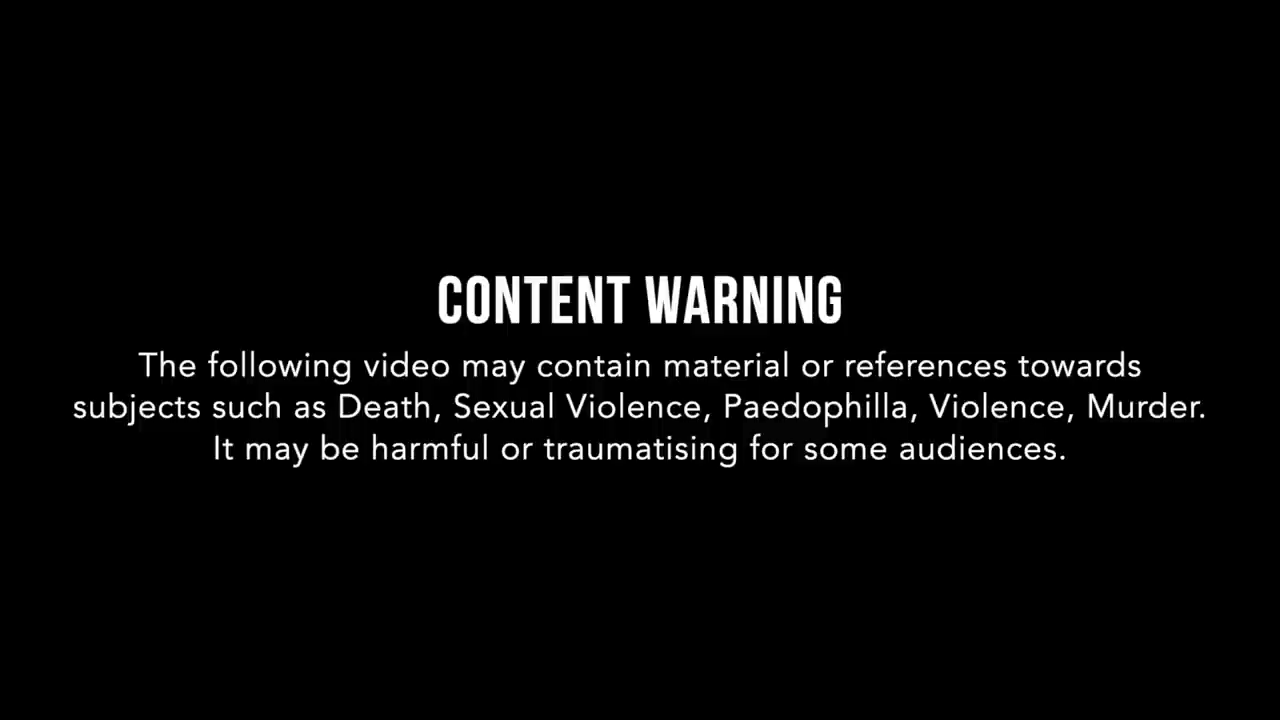 CONTENT WARNING
The following video may contain material or references towards
subjects such as Death, Sexual Violence, Paedophilla, Violence, Murder.
It may be harmful or traumatising for some audiences.